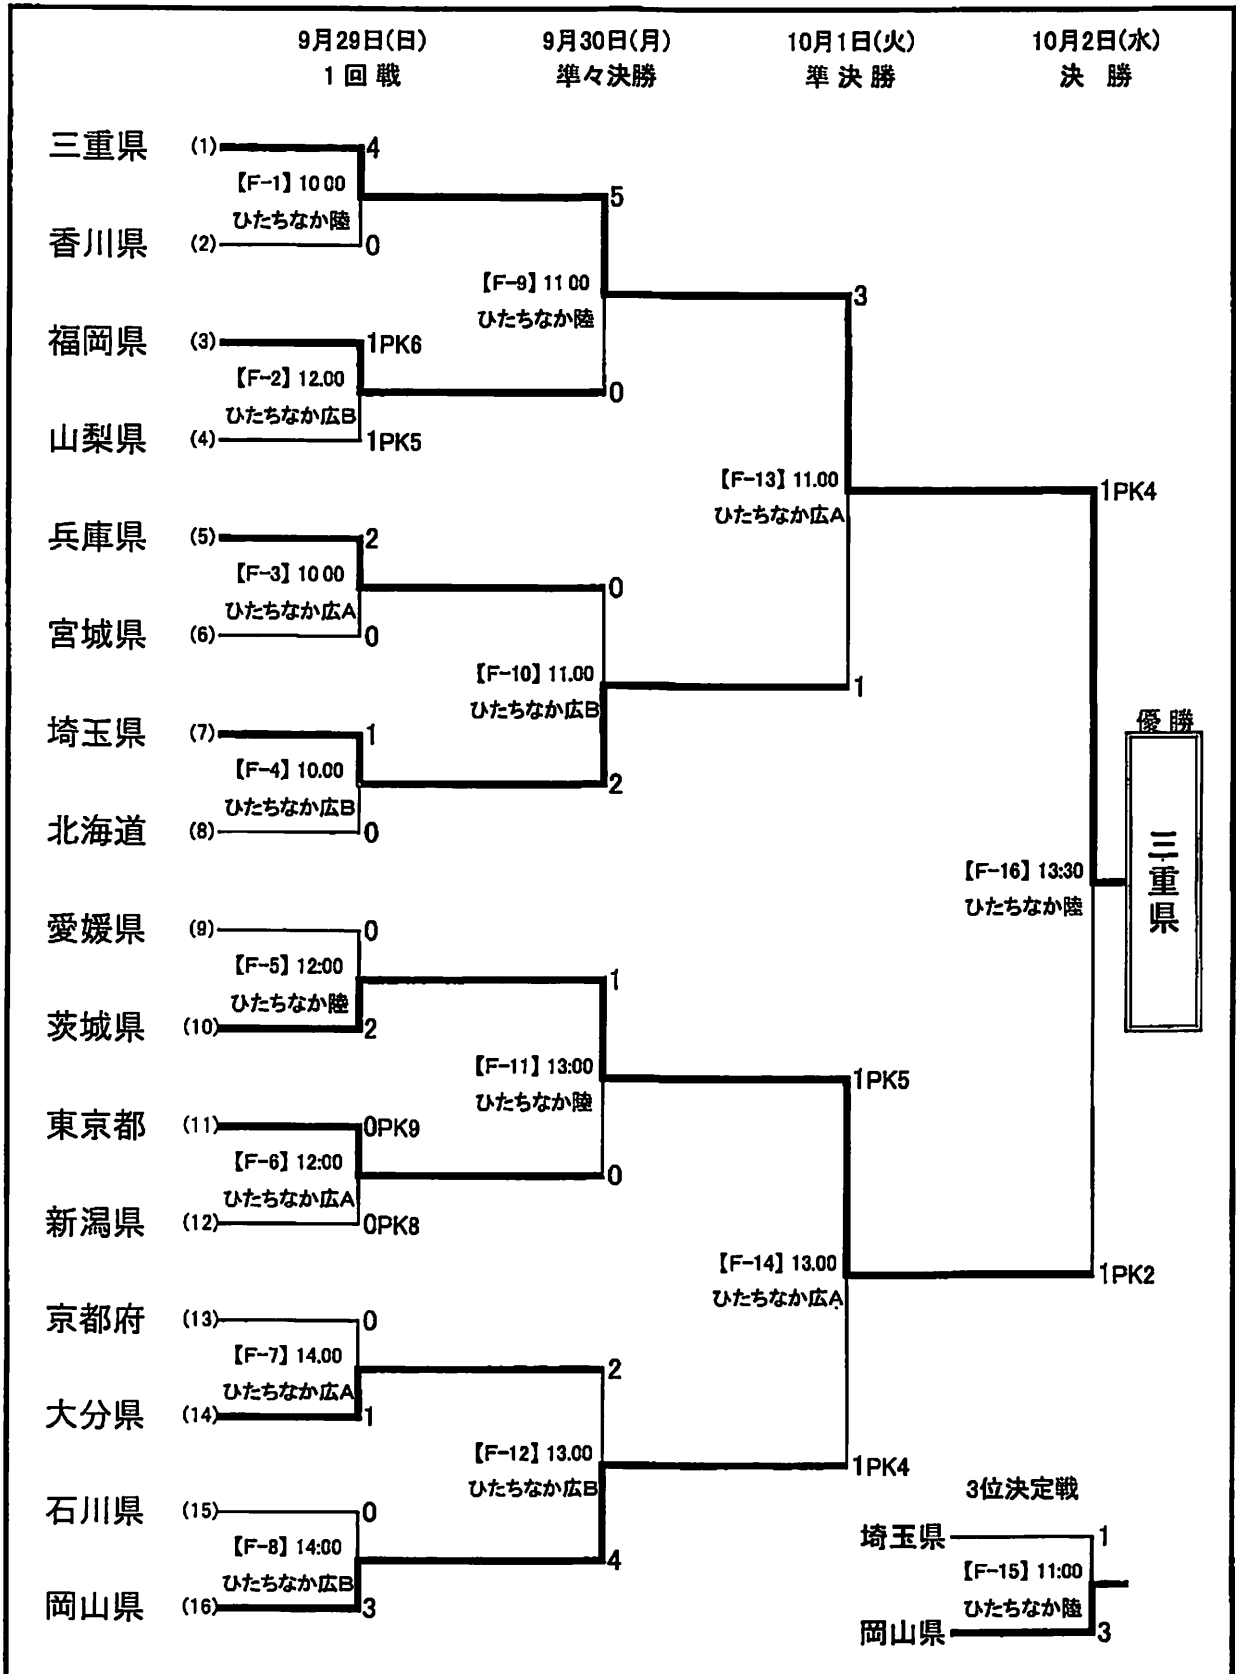 9月29日(日) 9月30日(月) 10月1日(火) 10月2日(水)
1回戦 準々決勝 準決勝 決勝
三重県 (1) 4
【F-1】10 00
5
ひたちなか陸
香川県 (2) 0
【F-9】11 00
3
ひたちなか陸
福岡県 (3) 1PK6
【F-2】12.00
0
ひたちなか広B
山梨県 (4) 1PK5
【F-13】11.00
1PK4
ひたちなか広A
兵庫県 (5) 2
【F-3】10 00
0
ひたちなか広A
宮城県 (6) 0
【F-10】11.00
1
ひたちなか広B
埼玉県 (7) 1
優勝
【F-4】10.00
2
ひたちなか広B
北海道 (8) 0
三重県
【F-16】13:30
ひたちなか陸
愛媛県 (9) 0
【F-5】12:00
1
ひたちなか陸
茨城県 (10) 2
【F-11】13:00
1PK5
ひたちなか陸
東京都 (11) 0PK9
【F-6】12:00
0
ひたちなか広A
新潟県 (12) 0PK8
【F-14】13.00
1PK2
ひたちなか広A
京都府 (13) 0
【F-7】14.00
2
ひたちなか広A
大分県 (14) 1
【F-12】13.00
1PK4
ひたちなか広B
3位決定戦
石川県 (15) 0
埼玉県 1
【F-8】14:00
4
【F-15】11:00
ひたちなか広B
岡山県 (16) 3
ひたちなか陸
岡山県 3